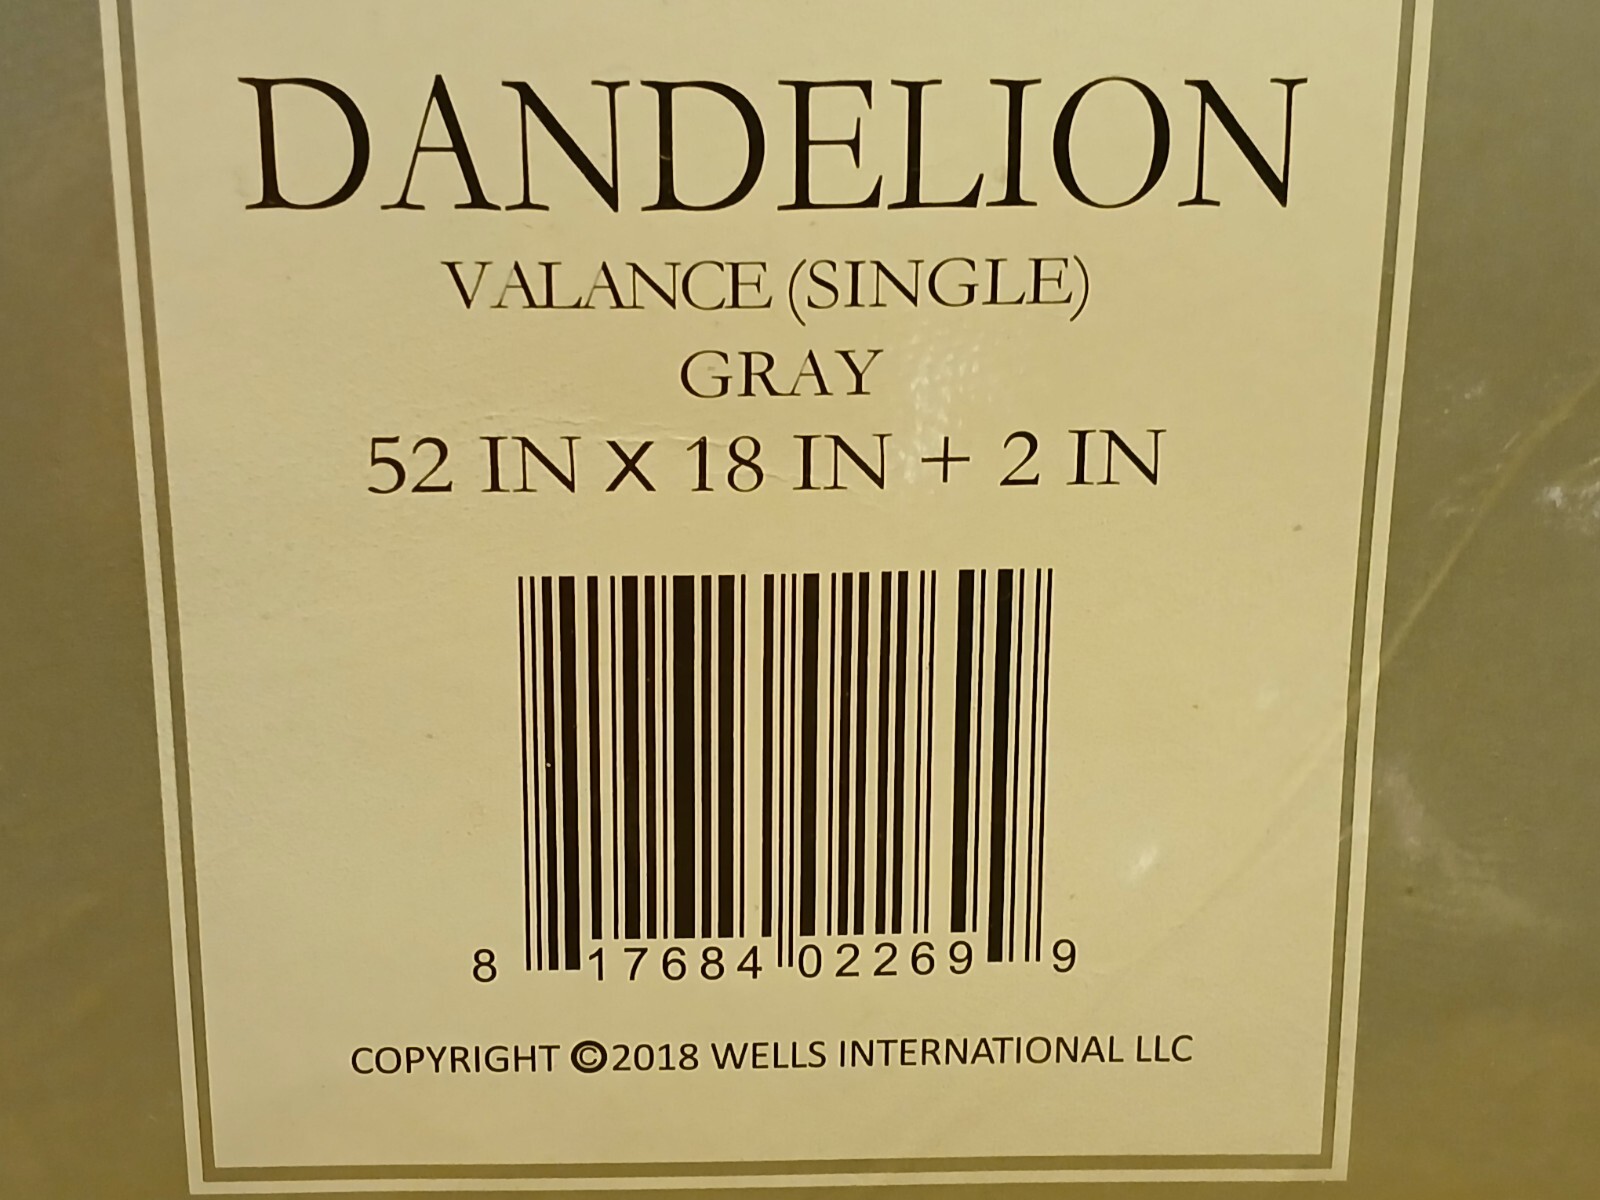 DANDELION
VALANCE (SINGLE)
GRAY
52 IN X 18 IN + 2 IN
8 17684 02269 9
COPYRIGHT ©2018 WELLS INTERNATIONAL LLC